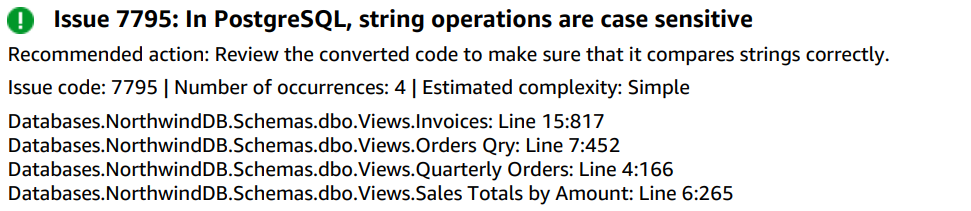 Issue 7795: In PostgreSQL, string operations are case sensitive
Recommended action: Review the converted code to make sure that it compares strings correctly.
Issue code: 7795 | Number of occurrences: 4 | Estimated complexity: Simple
Databases.NorthwindDB.Schemas.dbo.Views.Invoices: Line 15:817
Databases.NorthwindDB.Schemas.dbo.Views.Orders Qry: Line 7:452
Databases.NorthwindDB.Schemas.dbo.Views.Quarterly Orders: Line 4:166
Databases.NorthwindDB.Schemas.dbo.Views.Sales Totals by Amount: Line 6:265